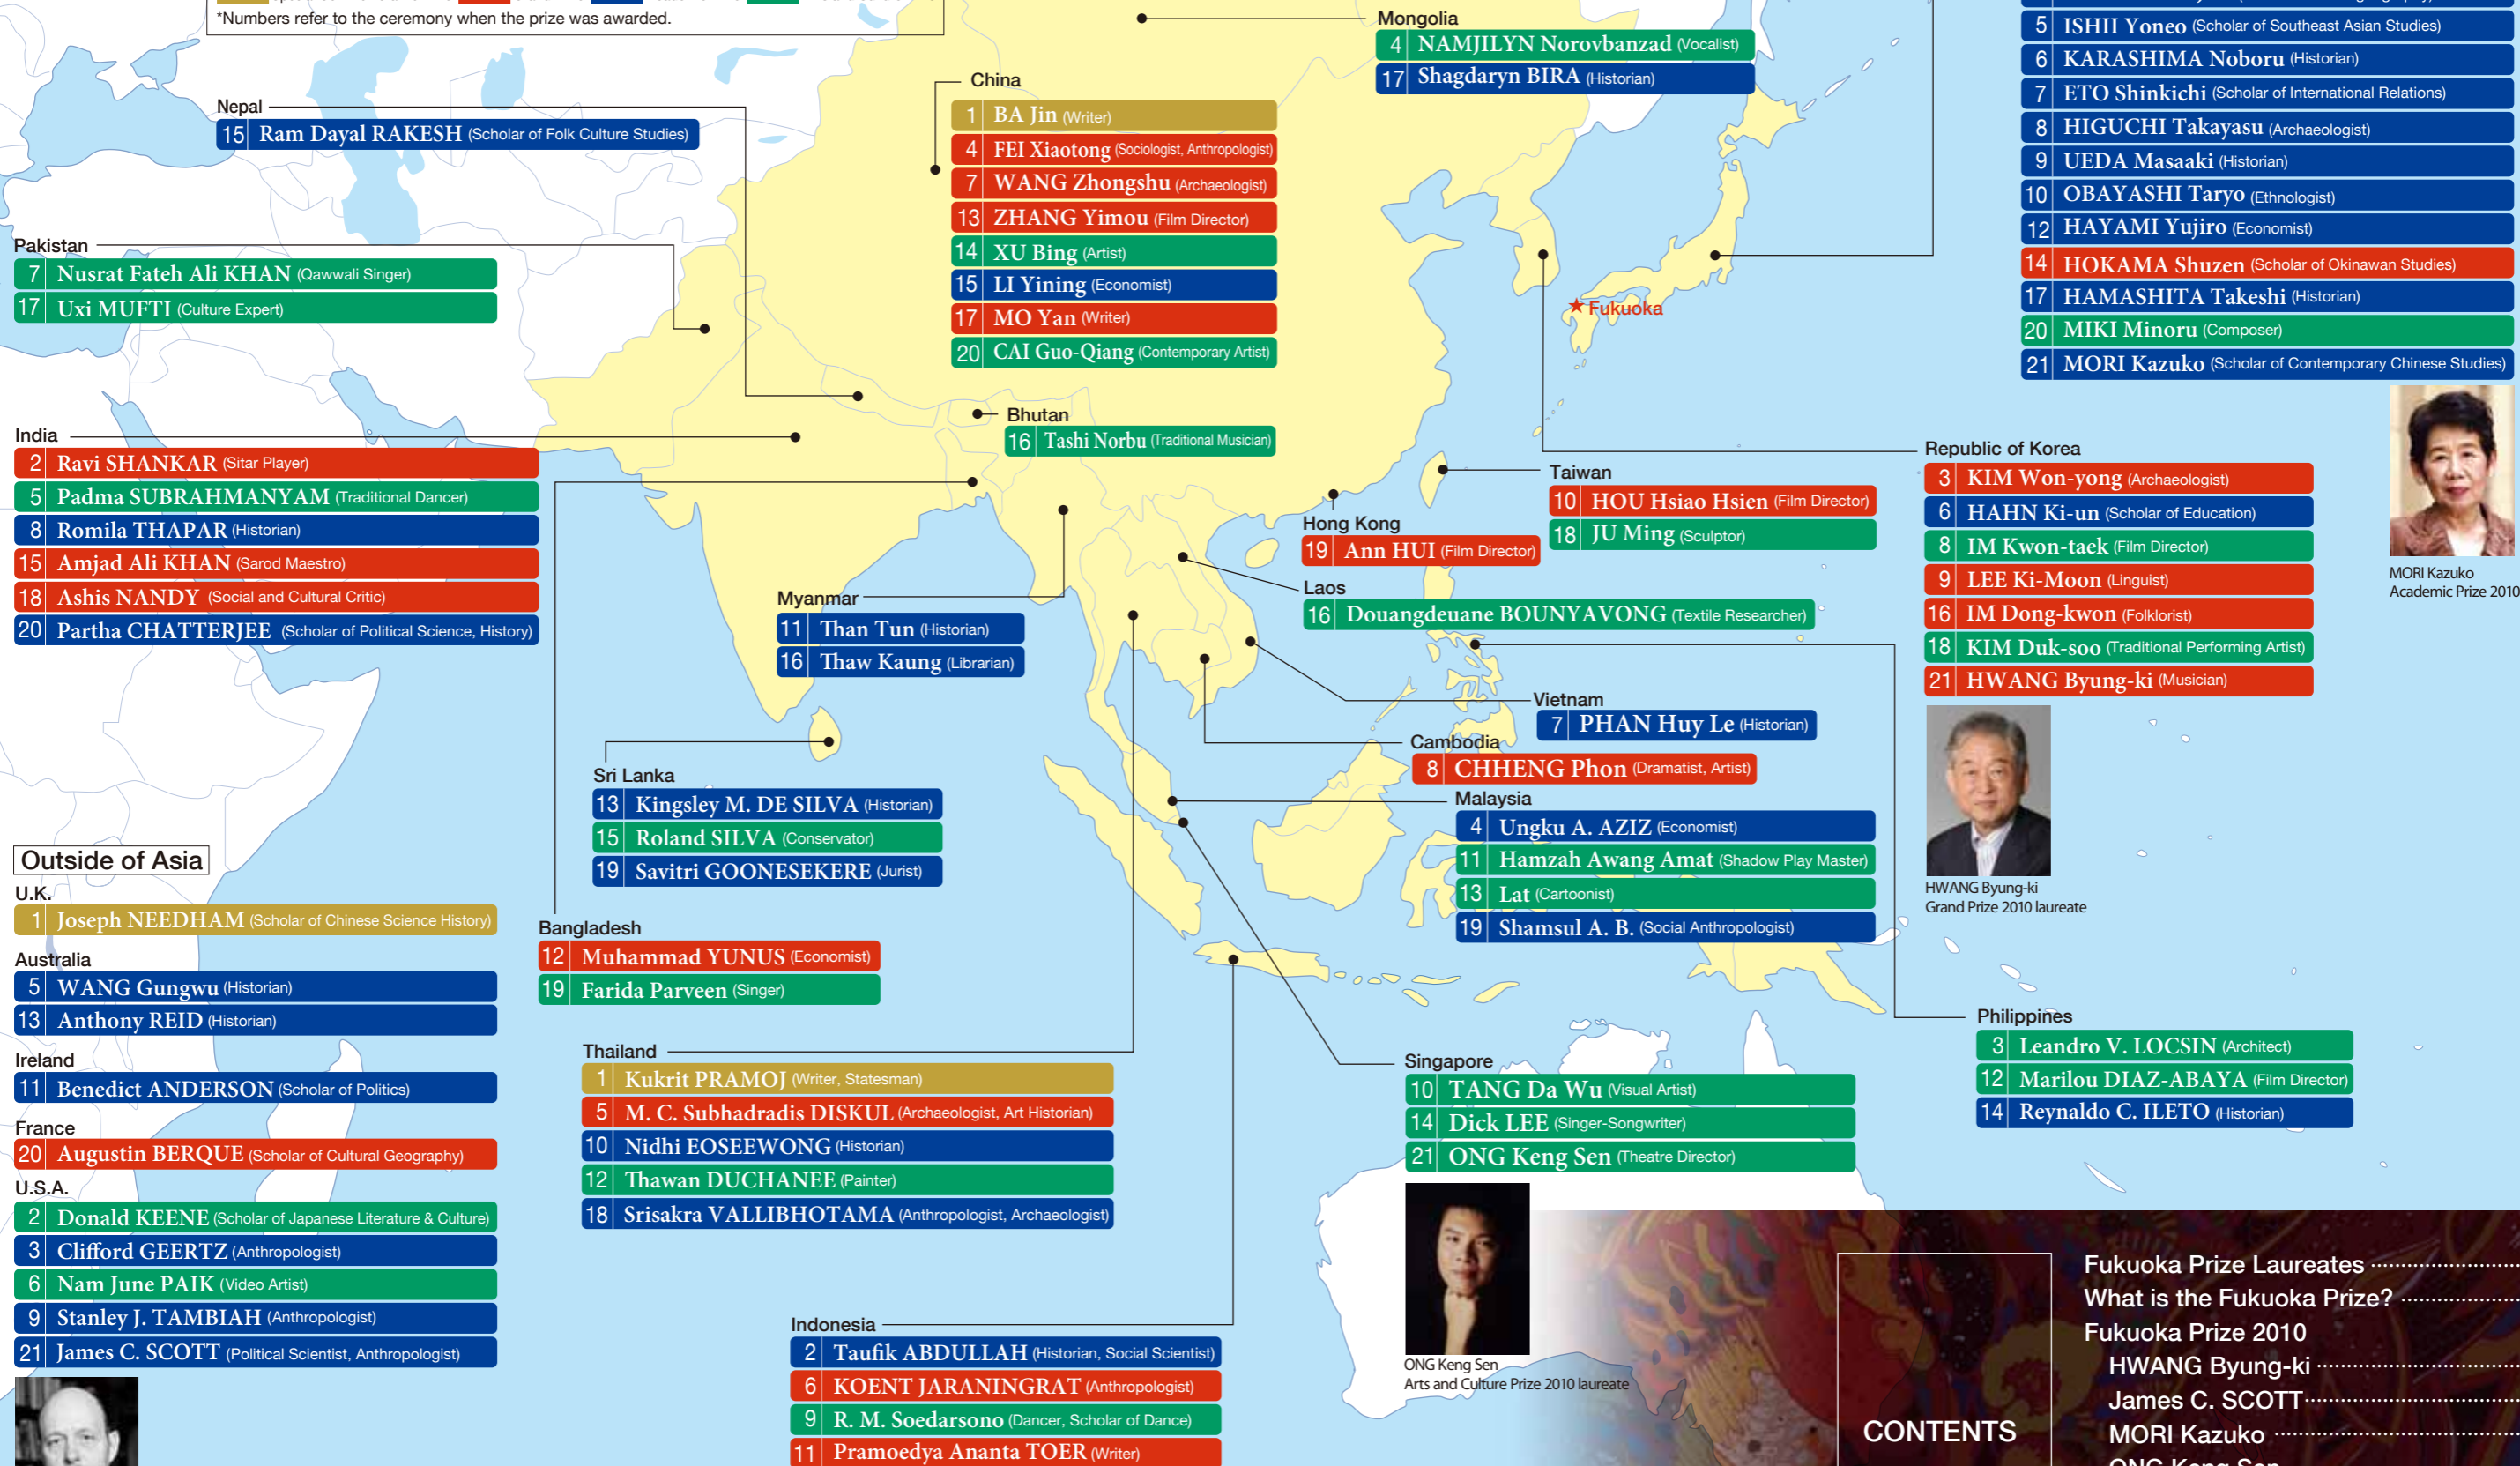 *Numbers refer to the ceremony when the prize was awarded.
Mongolia
4 NAMJILYN Norovbanzad (Vocalist)
17 Shagdaryn BIRA (Historian)
China
1 BA Jin (Writer)
4 FEI Xiaotong (Sociologist, Anthropologist)
7 WANG Zhongshu (Archaeologist)
13 ZHANG Yimou (Film Director)
14 XU Bing (Artist)
15 LI Yining (Economist)
17 MO Yan (Writer)
20 CAI Guo-Qiang (Contemporary Artist)
Nepal
15 Ram Dayal RAKESH (Scholar of Folk Culture Studies)
Pakistan
7 Nusrat Fateh Ali KHAN (Qawwali Singer)
17 Uxi MUFTI (Culture Expert)
5 ISHII Yoneo (Scholar of Southeast Asian Studies)
6 KARASHIMA Noboru (Historian)
7 ETO Shinkichi (Scholar of International Relations)
8 HIGUCHI Takayasu (Archaeologist)
9 UEDA Masaaki (Historian)
10 OBAYASHI Taryo (Ethnologist)
12 HAYAMI Yujiro (Economist)
14 HOKAMA Shuzen (Scholar of Okinawan Studies)
17 HAMASHITA Takeshi (Historian)
20 MIKI Minoru (Composer)
21 MORI Kazuko (Scholar of Contemporary Chinese Studies)
MORI Kazuko
Academic Prize 2010
★Fukuoka
Bhutan
16 Tashi Norbu (Traditional Musician)
India
2 Ravi SHANKAR (Sitar Player)
5 Padma SUBRAHMANYAM (Traditional Dancer)
8 Romila THAPAR (Historian)
15 Amjad Ali KHAN (Sarod Maestro)
18 Ashis NANDY (Social and Cultural Critic)
20 Partha CHATTERJEE (Scholar of Political Science, History)
Taiwan
10 HOU Hsiao Hsien (Film Director)
18 JU Ming (Sculptor)
Hong Kong
19 Ann HUI (Film Director)
Republic of Korea
3 KIM Won-yong (Archaeologist)
6 HAHN Ki-un (Scholar of Education)
8 IM Kwon-taek (Film Director)
9 LEE Ki-Moon (Linguist)
16 IM Dong-kwon (Folklorist)
18 KIM Duk-soo (Traditional Performing Artist)
21 HWANG Byung-ki (Musician)
HWANG Byung-ki
Grand Prize 2010 laureate
Laos
16 Douangdeuane BOUNYAVONG (Textile Researcher)
Myanmar
11 Than Tun (Historian)
16 Thaw Kaung (Librarian)
Vietnam
7 PHAN Huy Le (Historian)
Cambodia
8 CHHENG Phon (Dramatist, Artist)
Sri Lanka
13 Kingsley M. DE SILVA (Historian)
15 Roland SILVA (Conservator)
19 Savitri GOONESEKERE (Jurist)
Malaysia
4 Ungku A. AZIZ (Economist)
11 Hamzah Awang Amat (Shadow Play Master)
13 Lat (Cartoonist)
19 Shamsul A. B. (Social Anthropologist)
Outside of Asia
U.K.
1 Joseph NEEDHAM (Scholar of Chinese Science History)
Australia
5 WANG Gungwu (Historian)
13 Anthony REID (Historian)
Ireland
11 Benedict ANDERSON (Scholar of Politics)
France
20 Augustin BERQUE (Scholar of Cultural Geography)
U.S.A.
2 Donald KEENE (Scholar of Japanese Literature & Culture)
3 Clifford GEERTZ (Anthropologist)
6 Nam June PAIK (Video Artist)
9 Stanley J. TAMBIAH (Anthropologist)
21 James C. SCOTT (Political Scientist, Anthropologist)
Bangladesh
12 Muhammad YUNUS (Economist)
19 Farida Parveen (Singer)
Thailand
1 Kukrit PRAMOJ (Writer, Statesman)
5 M. C. Subhadradis DISKUL (Archaeologist, Art Historian)
10 Nidhi EOSEEWONG (Historian)
12 Thawan DUCHANEE (Painter)
18 Srisakra VALLIBHOTAMA (Anthropologist, Archaeologist)
Singapore
10 TANG Da Wu (Visual Artist)
14 Dick LEE (Singer-Songwriter)
21 ONG Keng Sen (Theatre Director)
ONG Keng Sen
Arts and Culture Prize 2010 laureate
Philippines
3 Leandro V. LOCSIN (Architect)
12 Marilou DIAZ-ABAYA (Film Director)
14 Reynaldo C. ILETO (Historian)
Indonesia
2 Taufik ABDULLAH (Historian, Social Scientist)
6 KOENT JARANINGRAT (Anthropologist)
9 R. M. Soedarsono (Dancer, Scholar of Dance)
11 Pramoedya Ananta TOER (Writer)
CONTENTS
Fukuoka Prize Laureates
What is the Fukuoka Prize?
Fukuoka Prize 2010
HWANG Byung-ki
James C. SCOTT
MORI Kazuko
ONG Keng Sen